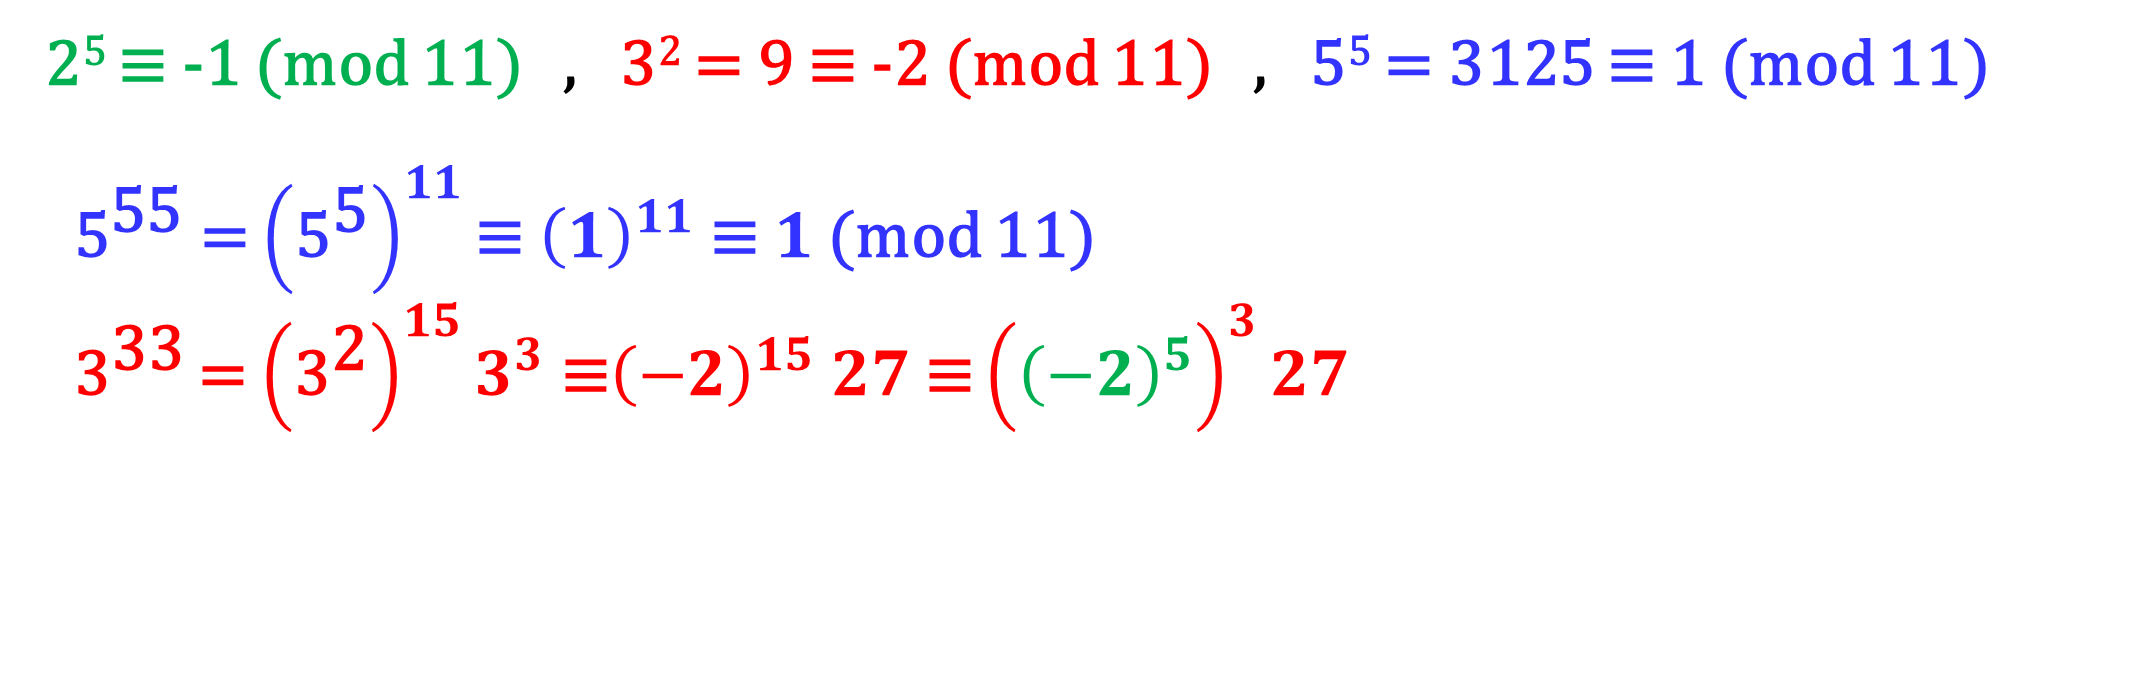 2⁵ ≡ -1 (mod 11) , 3² = 9 ≡ -2 (mod 11) , 5⁵ = 3125 ≡ 1 (mod 11)
5⁵⁵ = (5⁵)¹¹ ≡ (1)¹¹ ≡ 1 (mod 11)
3³³ = (3²)¹⁵ 3³ ≡(−2)¹⁵ 27 ≡ ((−2)⁵)³ 27